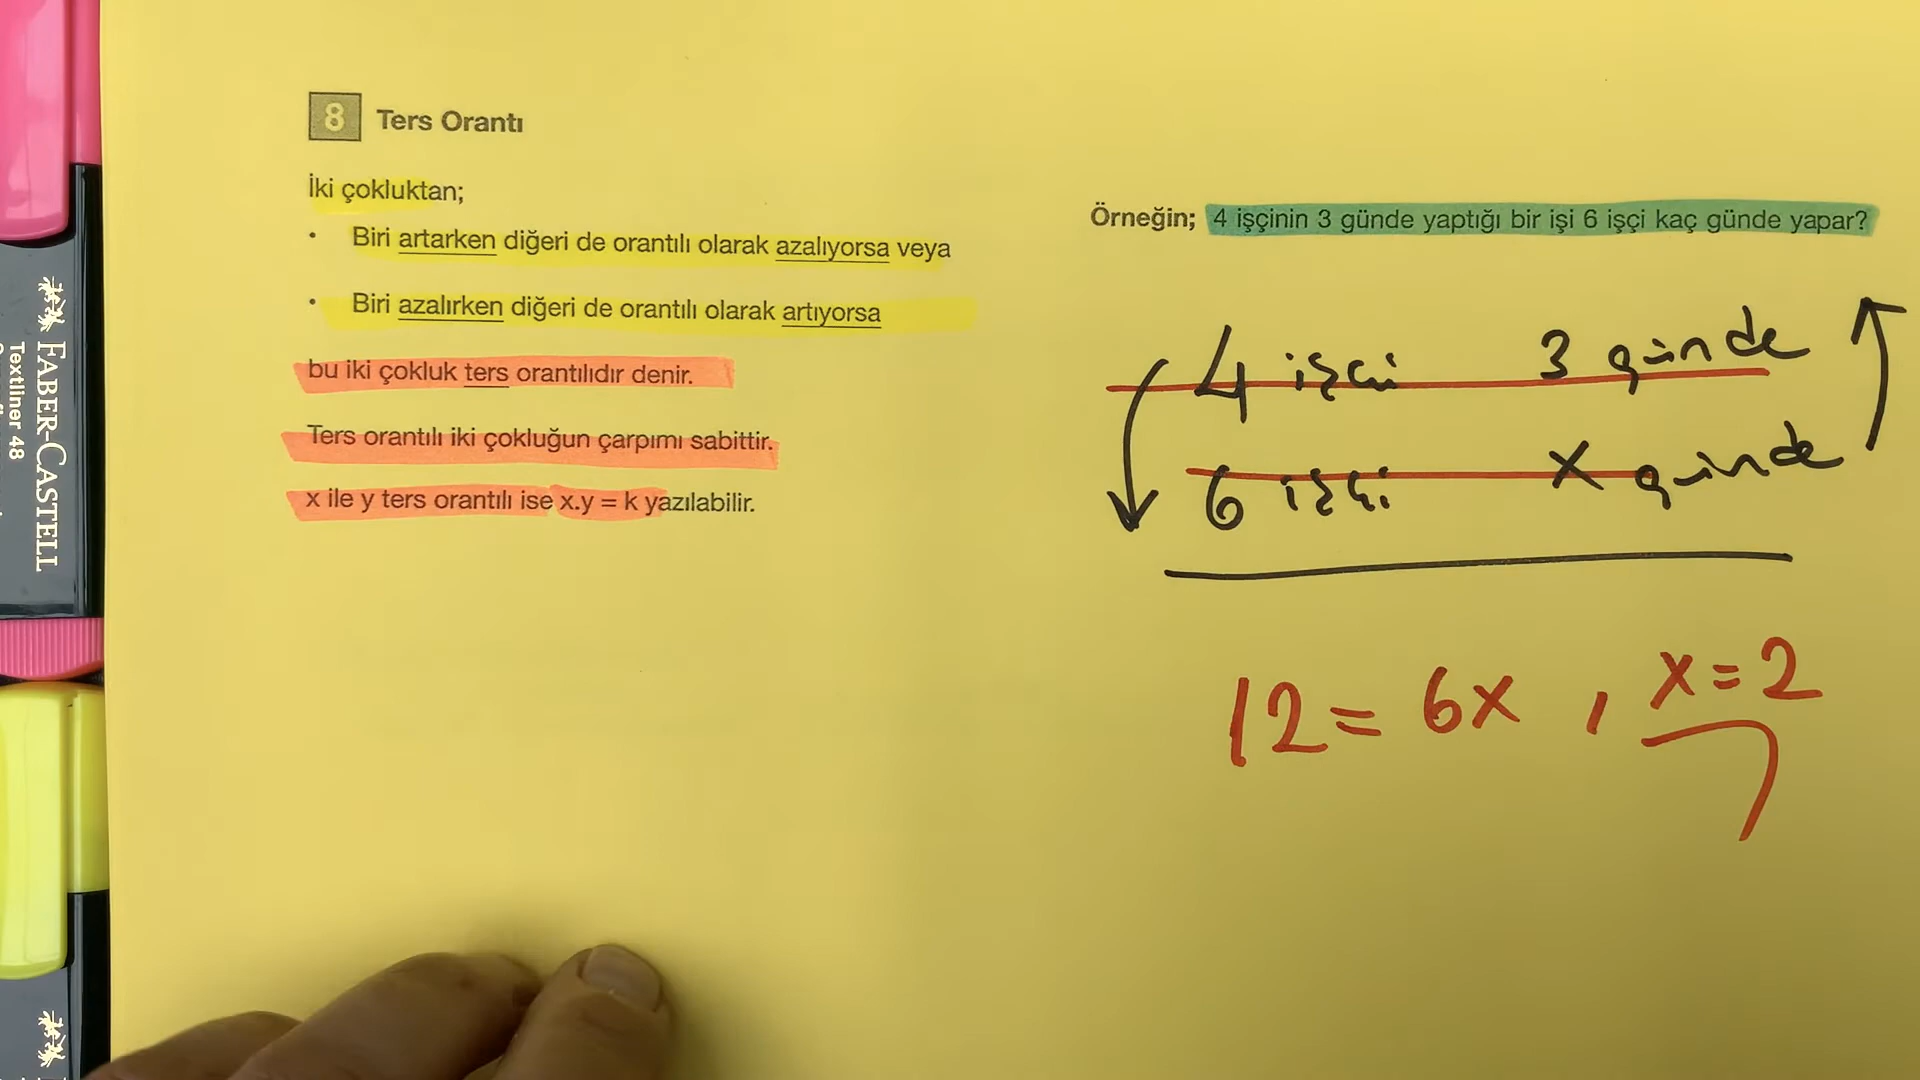 8 Ters Orantı
İki çokluktan;
• Biri artarken diğeri de orantılı olarak azalıyorsa veya
• Biri azalırken diğeri de orantılı olarak artıyorsa
bu iki çokluk ters orantılıdır denir.
Ters orantılı iki çokluğun çarpımı sabittir.
x ile y ters orantılı ise x.y = k yazılabilir.
Örneğin; 4 işçinin 3 günde yaptığı bir işi 6 işçi kaç günde yapar?
4 işçi 3 günde
6 işçi x günde
12 = 6x , x = 2
FABER-CASTELL
Textliner 48